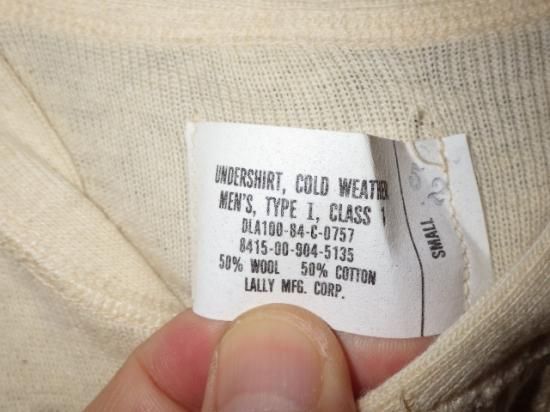 UNDERSHIRT, COLD WEATHER
MEN'S, TYPE I, CLASS 1
DLA100-84-C-0757
8415-00-904-5135
50% WOOL 50% COTTON
LALLY MFG. CORP.
SMALL